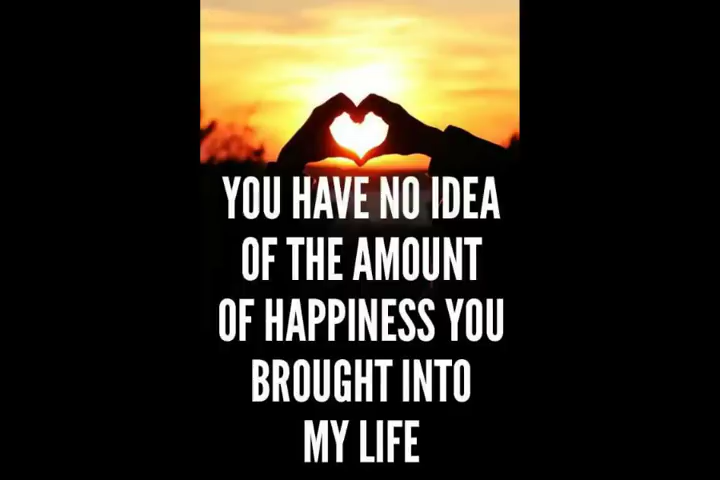 YOU HAVE NO IDEA
OF THE AMOUNT
OF HAPPINESS YOU
BROUGHT INTO
MY LIFE